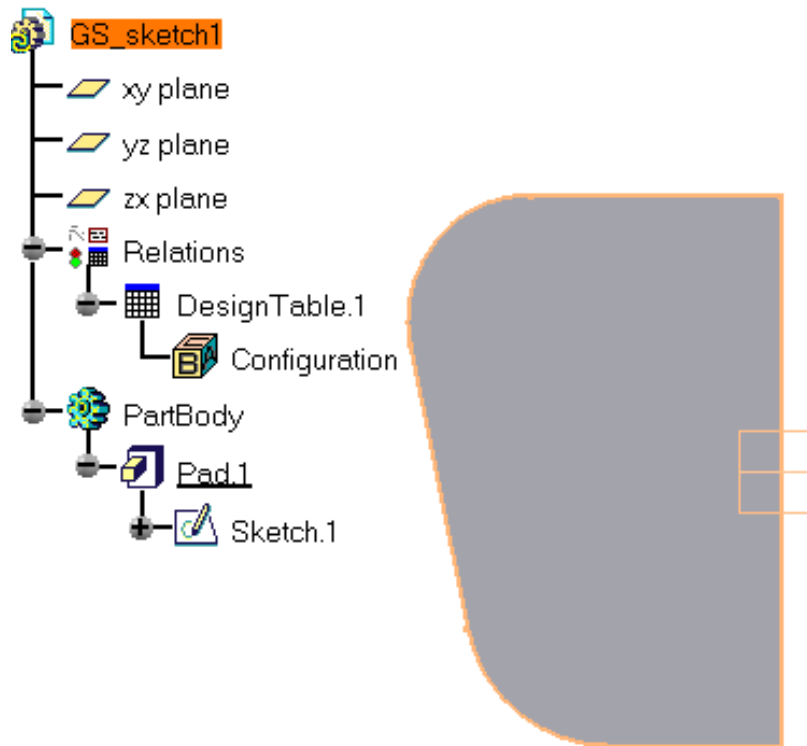 GS_sketch1
xy plane
yz plane
zx plane
Relations
DesignTable.1
Configuration
PartBody
Pad.1
Sketch.1